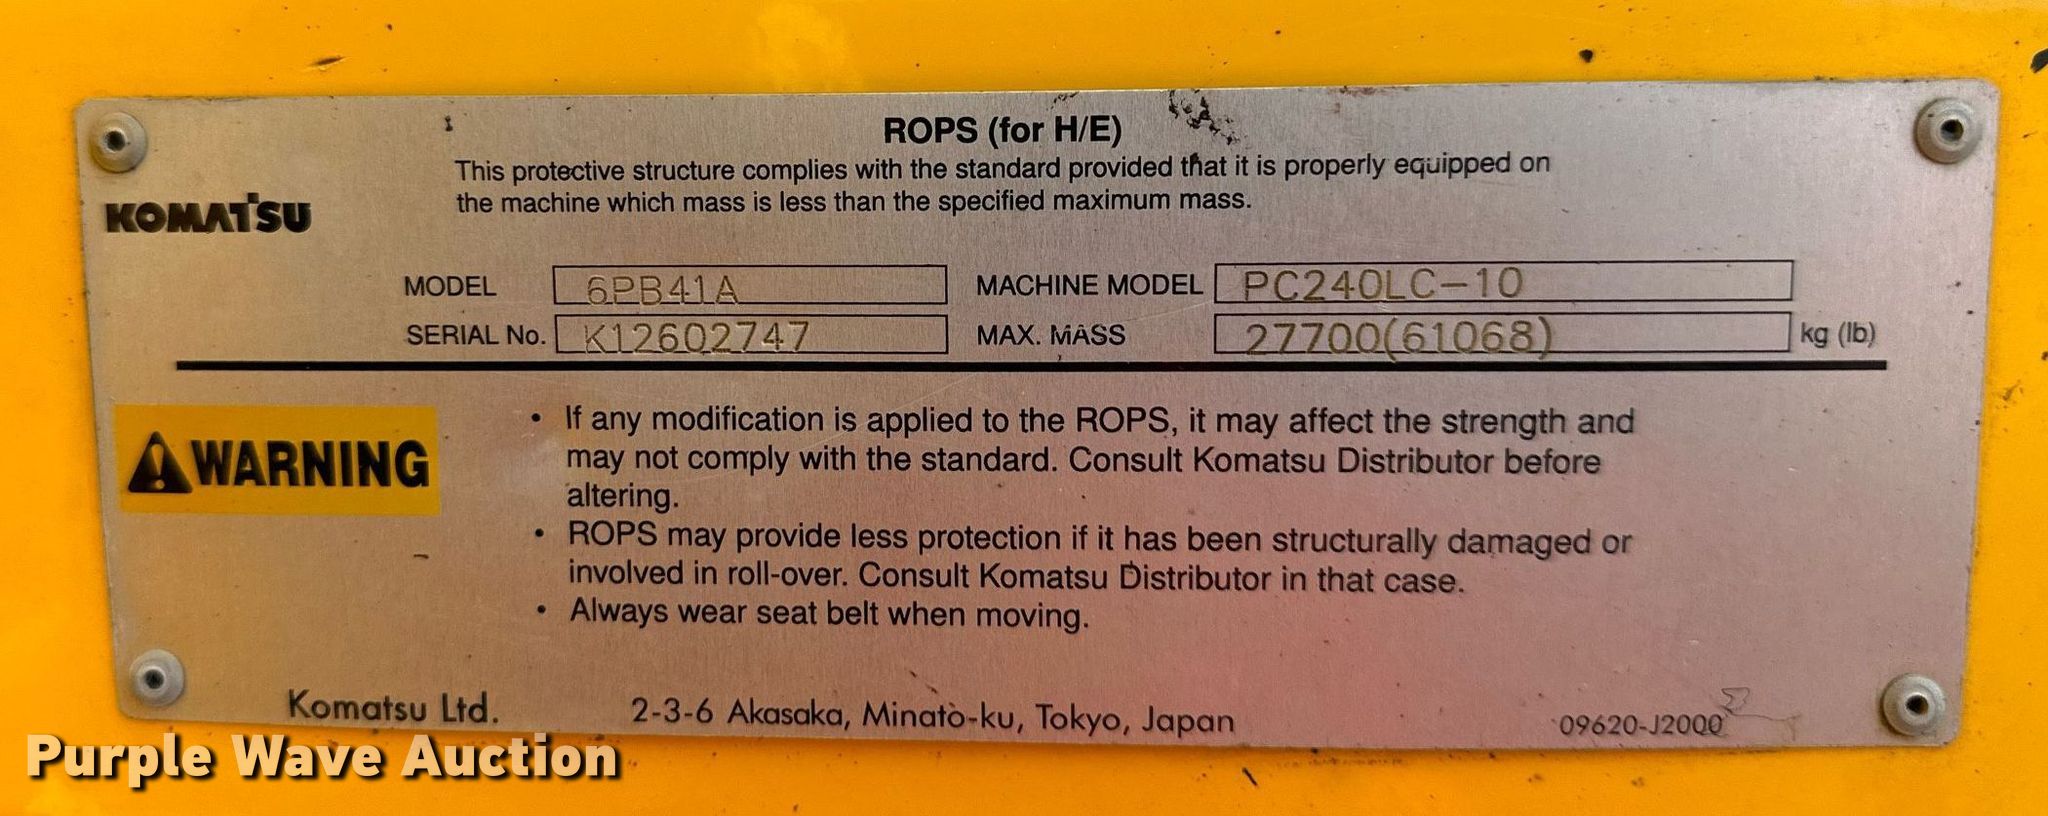 ROPS (for H/E)
This protective structure complies with the standard provided that it is properly equipped on
the machine which mass is less than the specified maximum mass.
KOMATSU
MODEL 6PB41A MACHINE MODEL PC240LC-10
SERIAL No. K12602747 MAX. MASS 27700(61068) kg (lb)
WARNING
• If any modification is applied to the ROPS, it may affect the strength and
may not comply with the standard. Consult Komatsu Distributor before
altering.
• ROPS may provide less protection if it has been structurally damaged or
involved in roll-over. Consult Komatsu Distributor in that case.
• Always wear seat belt when moving.
Komatsu Ltd. 2-3-6 Akasaka, Minato-ku, Tokyo, Japan 09620-J2000
Purple Wave Auction